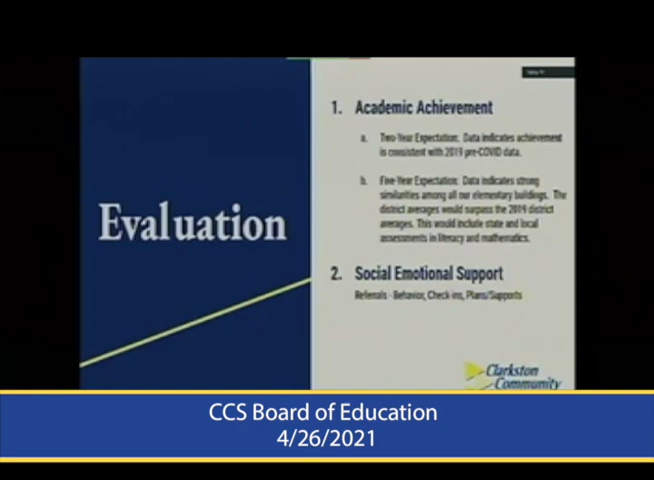 Evaluation
1. Academic Achievement
a. Two-Year Expectation: Data indicates achievement
is consistent with 2019 pre-COVID data.
b. Five-Year Expectation: Data indicates strong
similarities among all our elementary buildings. The
district averages would surpass the 2019 district
averages. This would include state and local
assessments in literacy and mathematics.
2. Social Emotional Support
Referrals - Behavior, Check-ins, Plans/Supports
Clarkston
Community
CCS Board of Education
4/26/2021